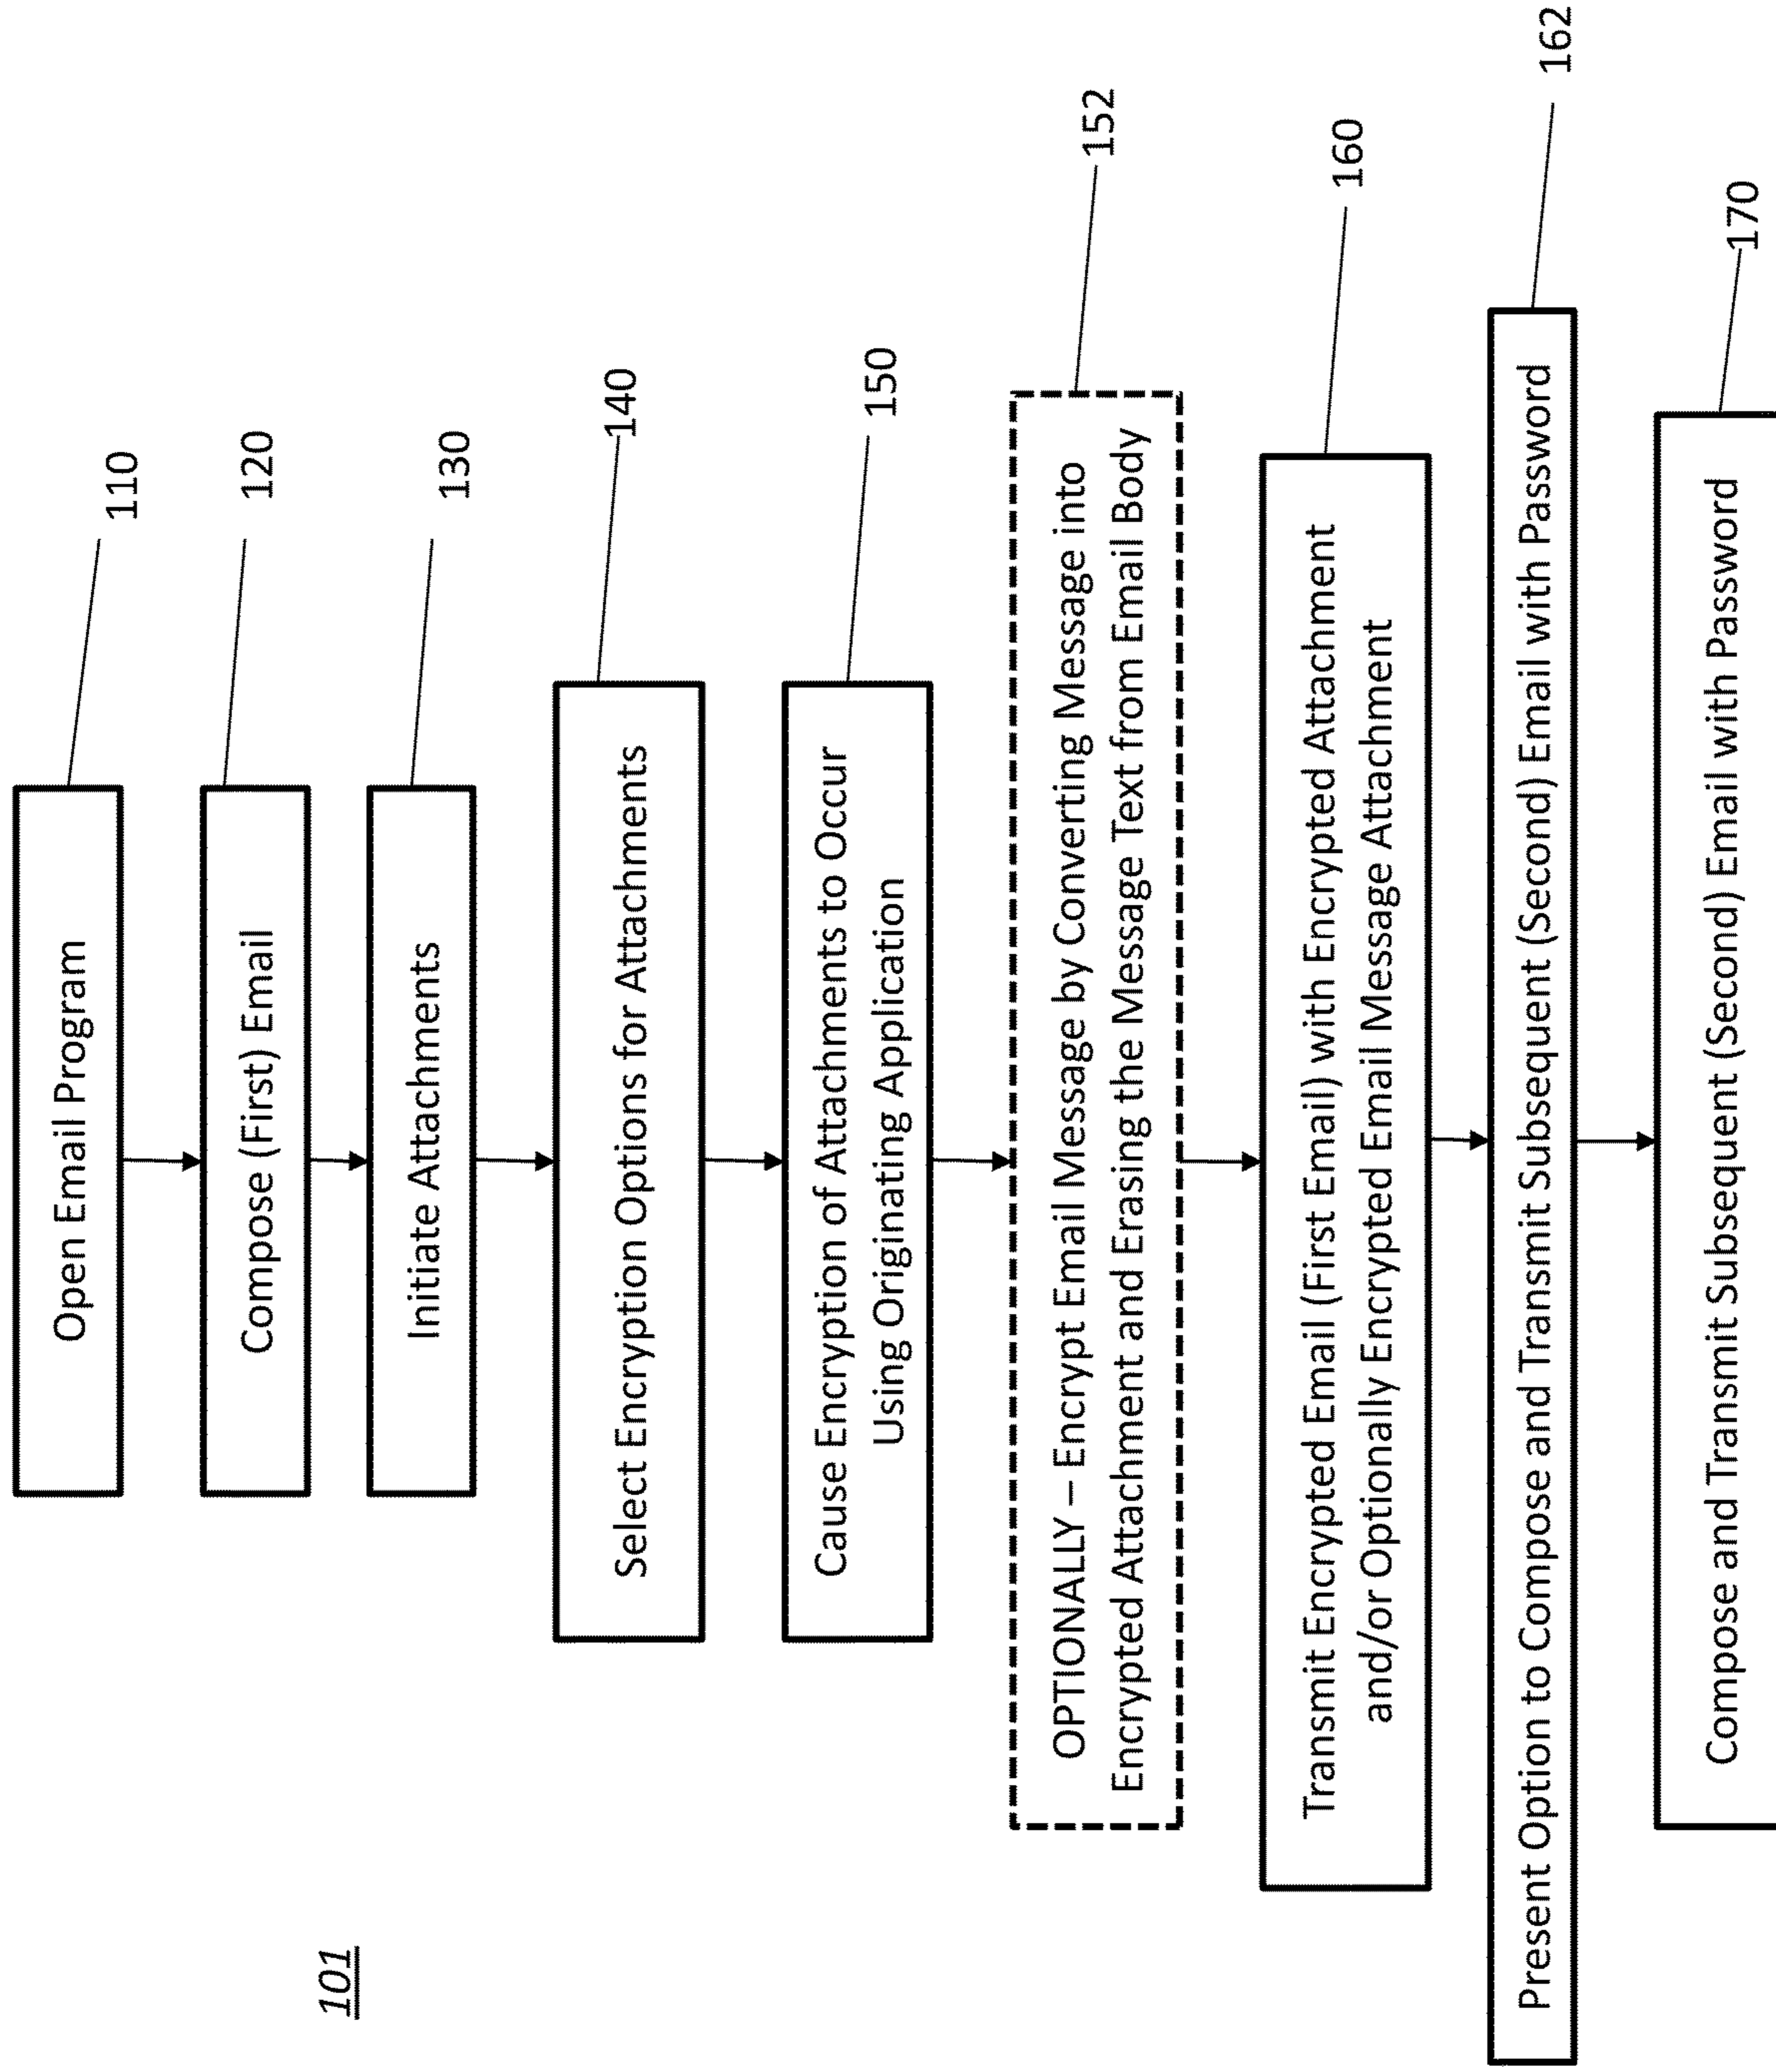 101
Open Email Program
110
Compose (First) Email
120
Initiate Attachments
130
Select Encryption Options for Attachments
140
Cause Encryption of Attachments to Occur
Using Originating Application
150
OPTIONALLY – Encrypt Email Message by Converting Message into
Encrypted Attachment and Erasing the Message Text from Email Body
152
Transmit Encrypted Email (First Email) with Encrypted Attachment
and/or Optionally Encrypted Email Message Attachment
160
Present Option to Compose and Transmit Subsequent (Second) Email with Password
162
Compose and Transmit Subsequent (Second) Email with Password
170